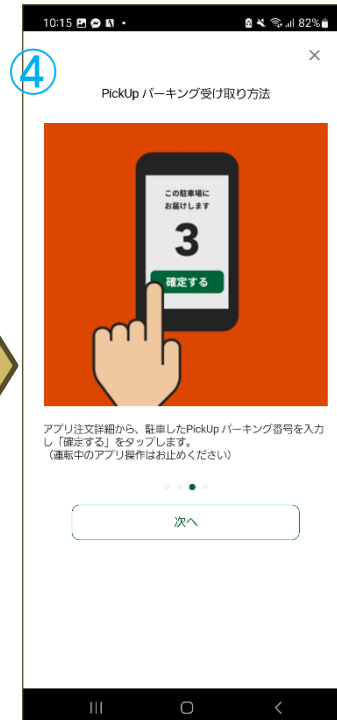 10:15 82%
④
PickUp パーキング受け取り方法
この駐車場に
お届けします
3
確定する
アプリ注文詳細から、駐車したPickUp パーキング番号を入力
し「確定する」をタップします。
（運転中のアプリ操作はお止めください）
次へ